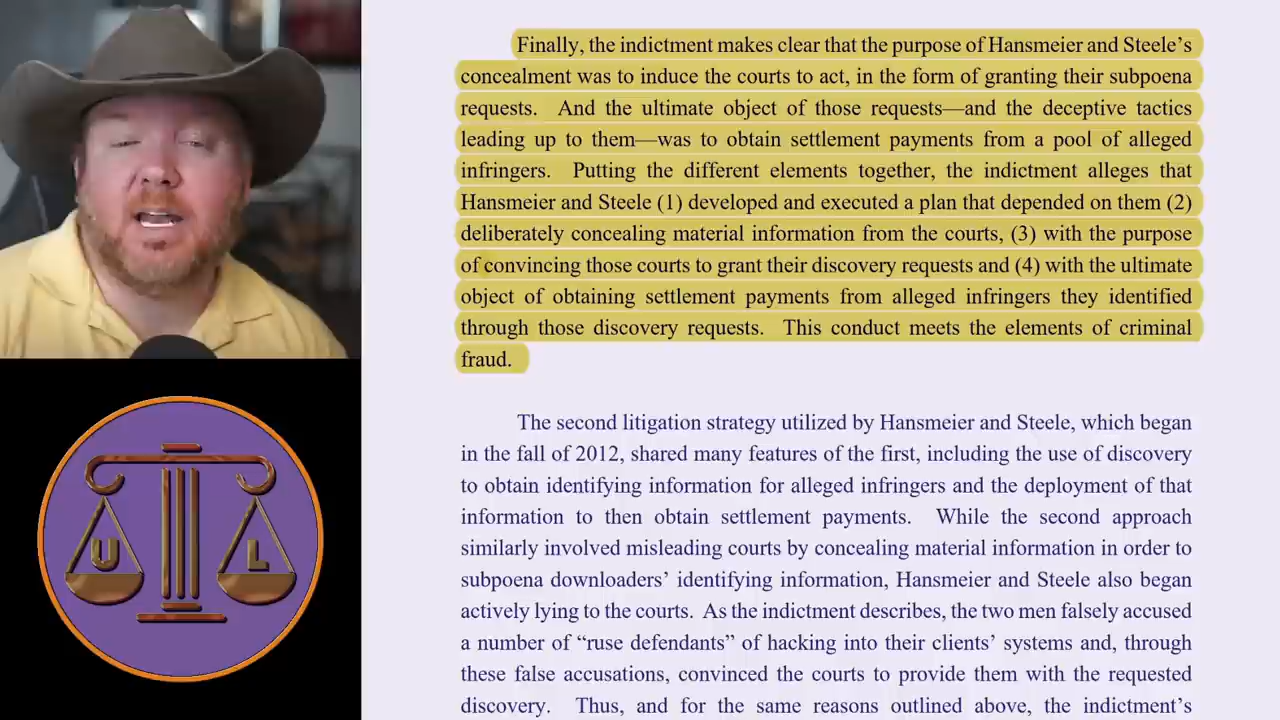 Finally, the indictment makes clear that the purpose of Hansmeier and Steele’s
concealment was to induce the courts to act, in the form of granting their subpoena
requests. And the ultimate object of those requests—and the deceptive tactics
leading up to them—was to obtain settlement payments from a pool of alleged
infringers. Putting the different elements together, the indictment alleges that
Hansmeier and Steele (1) developed and executed a plan that depended on them (2)
deliberately concealing material information from the courts, (3) with the purpose
of convincing those courts to grant their discovery requests and (4) with the ultimate
object of obtaining settlement payments from alleged infringers they identified
through those discovery requests. This conduct meets the elements of criminal
fraud.
The second litigation strategy utilized by Hansmeier and Steele, which began
in the fall of 2012, shared many features of the first, including the use of discovery
to obtain identifying information for alleged infringers and the deployment of that
information to then obtain settlement payments. While the second approach
similarly involved misleading courts by concealing material information in order to
subpoena downloaders’ identifying information, Hansmeier and Steele also began
actively lying to the courts. As the indictment describes, the two men falsely accused
a number of “ruse defendants” of hacking into their clients’ systems and, through
these false accusations, convinced the courts to provide them with the requested
discovery. Thus, and for the same reasons outlined above, the indictment’s
U L